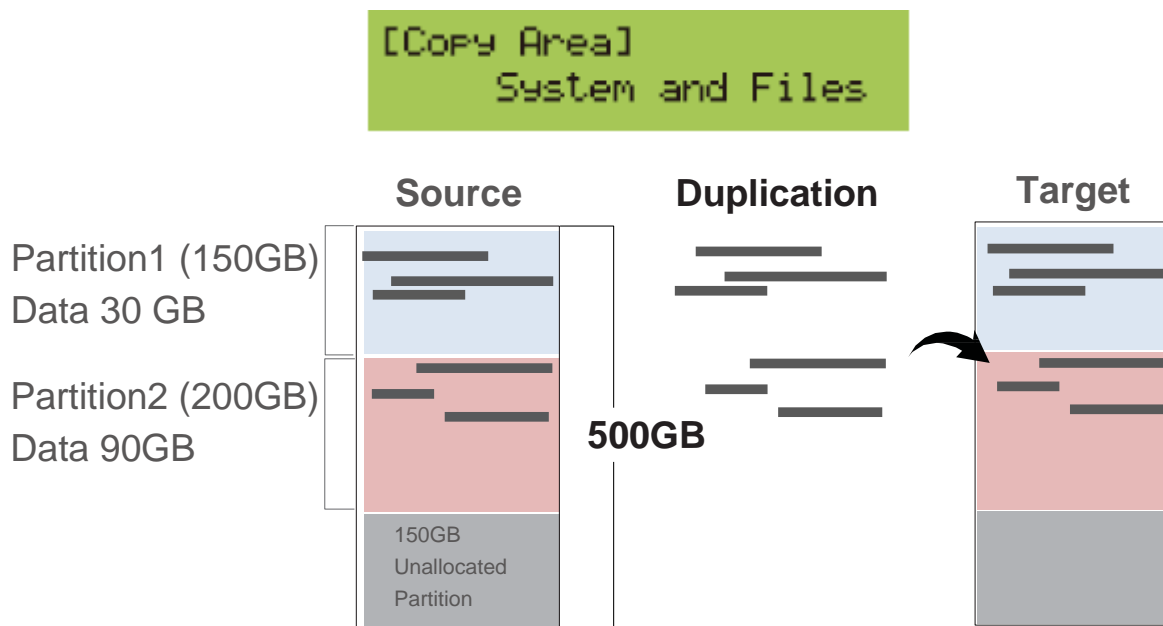 [Copy Area]
System and Files
Source
Duplication
Target
Partition1 (150GB)
Data 30 GB
Partition2 (200GB)
Data 90GB
500GB
150GB
Unallocated
Partition